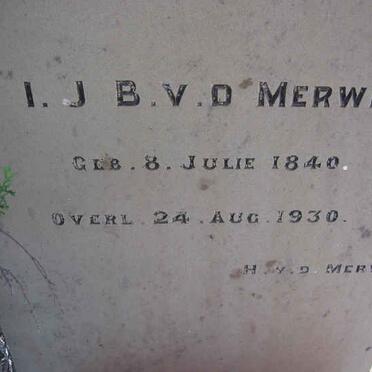 I. J B. V. D MERW
GEB. 8. JULIE 1840.
OVERL. 24 AUG. 1930.
H. V. D. MER